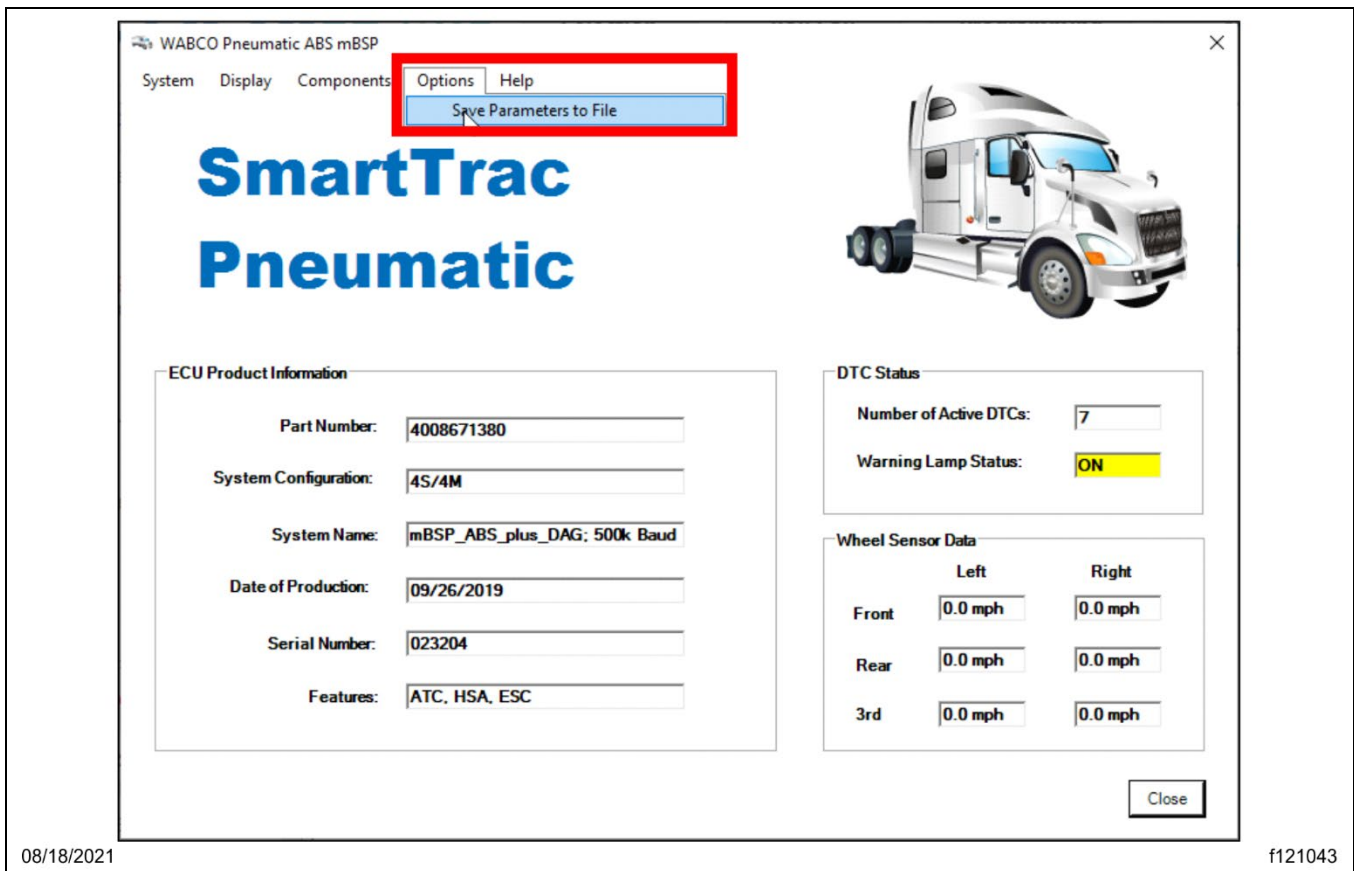 WABCO Pneumatic ABS mBSP
System Display Components Options Help
Save Parameters to File
SmartTrac
Pneumatic
ECU Product Information
Part Number: 4008671380
System Configuration: 4S/4M
System Name: mBSP_ABS_plus_DAG; 500k Baud
Date of Production: 09/26/2019
Serial Number: 023204
Features: ATC, HSA, ESC
DTC Status
Number of Active DTCs: 7
Warning Lamp Status: ON
Wheel Sensor Data
Left Right
Front 0.0 mph 0.0 mph
Rear 0.0 mph 0.0 mph
3rd 0.0 mph 0.0 mph
Close
08/18/2021 f121043